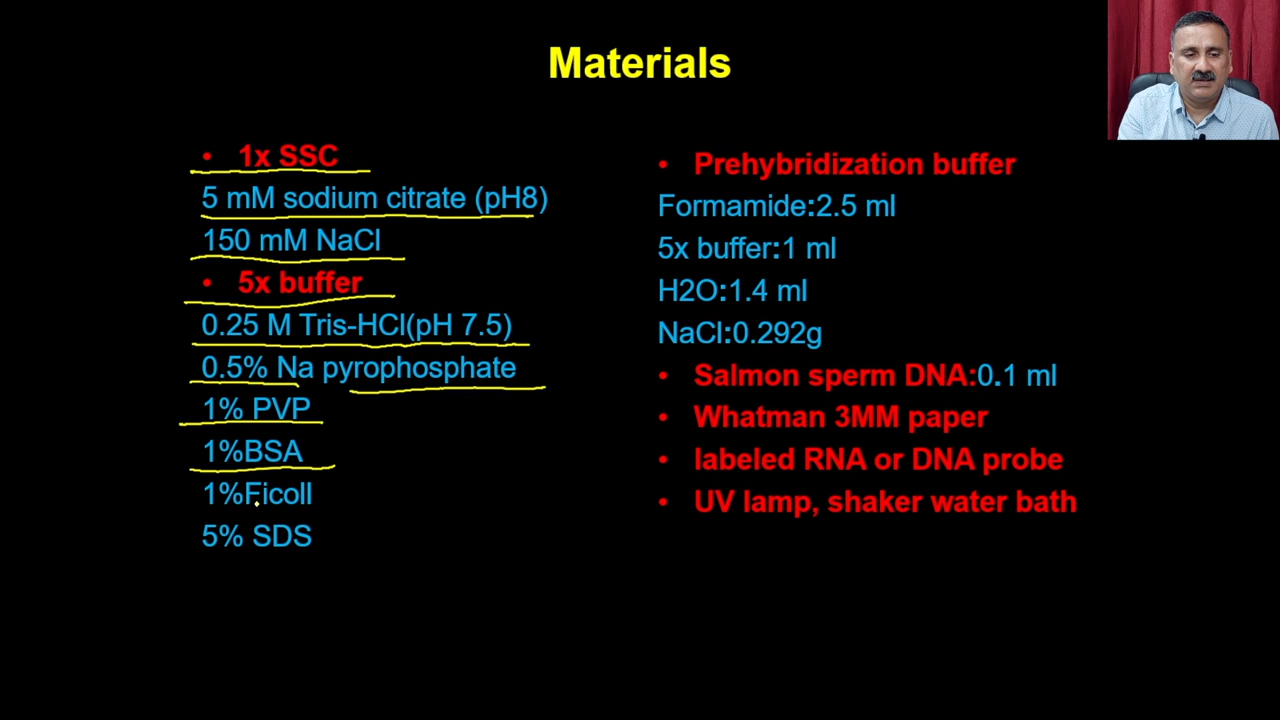 Materials
• 1x SSC
5 mM sodium citrate (pH8)
150 mM NaCl
• 5x buffer
0.25 M Tris-HCl(pH 7.5)
0.5% Na pyrophosphate
1% PVP
1%BSA
1%Ficoll
5% SDS
• Prehybridization buffer
Formamide:2.5 ml
5x buffer:1 ml
H2O:1.4 ml
NaCl:0.292g
• Salmon sperm DNA:0.1 ml
• Whatman 3MM paper
• labeled RNA or DNA probe
• UV lamp, shaker water bath